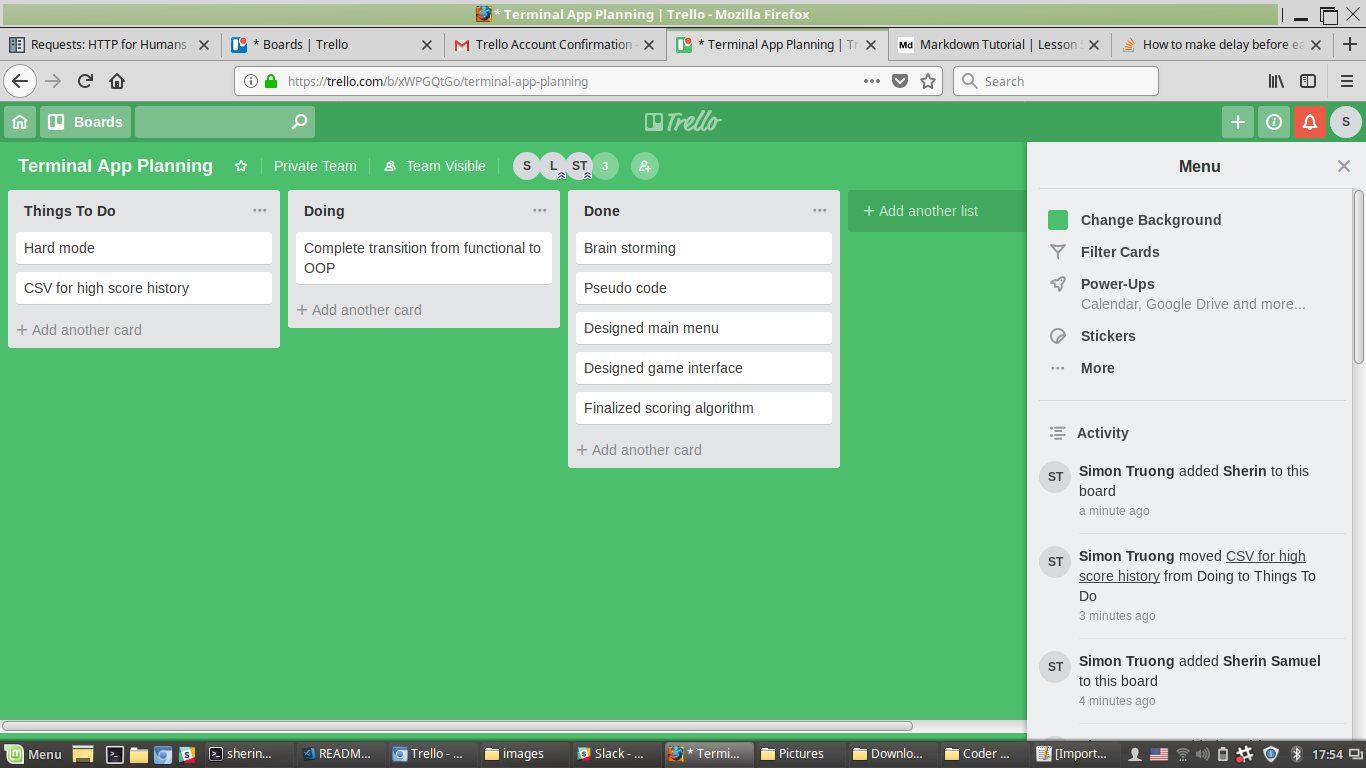 * Terminal App Planning | Trello - Mozilla Firefox
Requests: HTTP for Humans
* Boards | Trello
Trello Account Confirmation
* Terminal App Planning | Tr
Markdown Tutorial | Lesson
How to make delay before ea
https://trello.com/b/xWPGQtGo/terminal-app-planning
Search
Boards
Trello
S
Terminal App Planning
Private Team
Team Visible
S
L
ST
3
Menu
Things To Do
Hard mode
CSV for high score history
+ Add another card
Doing
Complete transition from functional to
OOP
+ Add another card
Done
Brain storming
Pseudo code
Designed main menu
Designed game interface
Finalized scoring algorithm
+ Add another card
+ Add another list
Change Background
Filter Cards
Power-Ups
Calendar, Google Drive and more...
Stickers
More
Activity
ST
Simon Truong added Sherin to this
board
a minute ago
ST
Simon Truong moved CSV for high
score history from Doing to Things To
Do
3 minutes ago
ST
Simon Truong added Sherin Samuel
to this board
4 minutes ago
Menu
sherin...
READM...
Trello - ...
images
Slack - ...
* Termi...
Pictures
Downlo...
Coder ...
[Import...
17:54